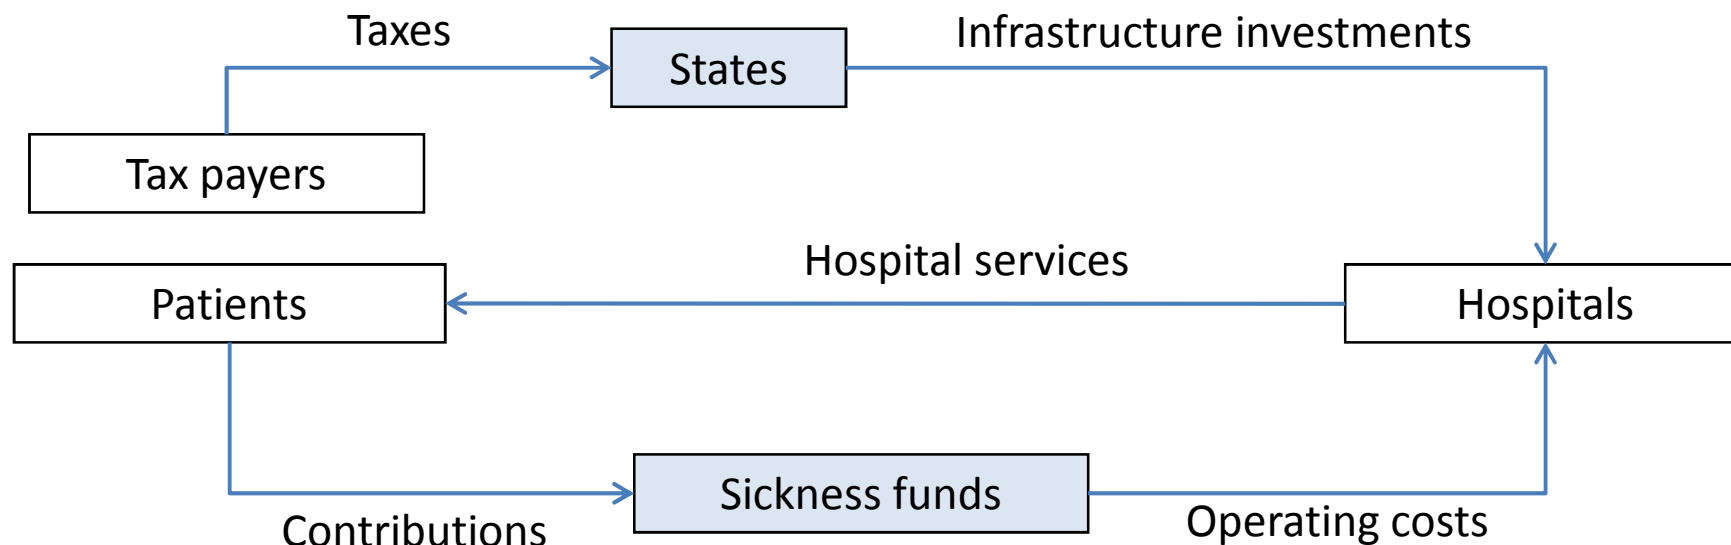 Taxes
Infrastructure investments
States
Tax payers
Hospital services
Patients
Hospitals
Sickness funds
Contributions
Operating costs